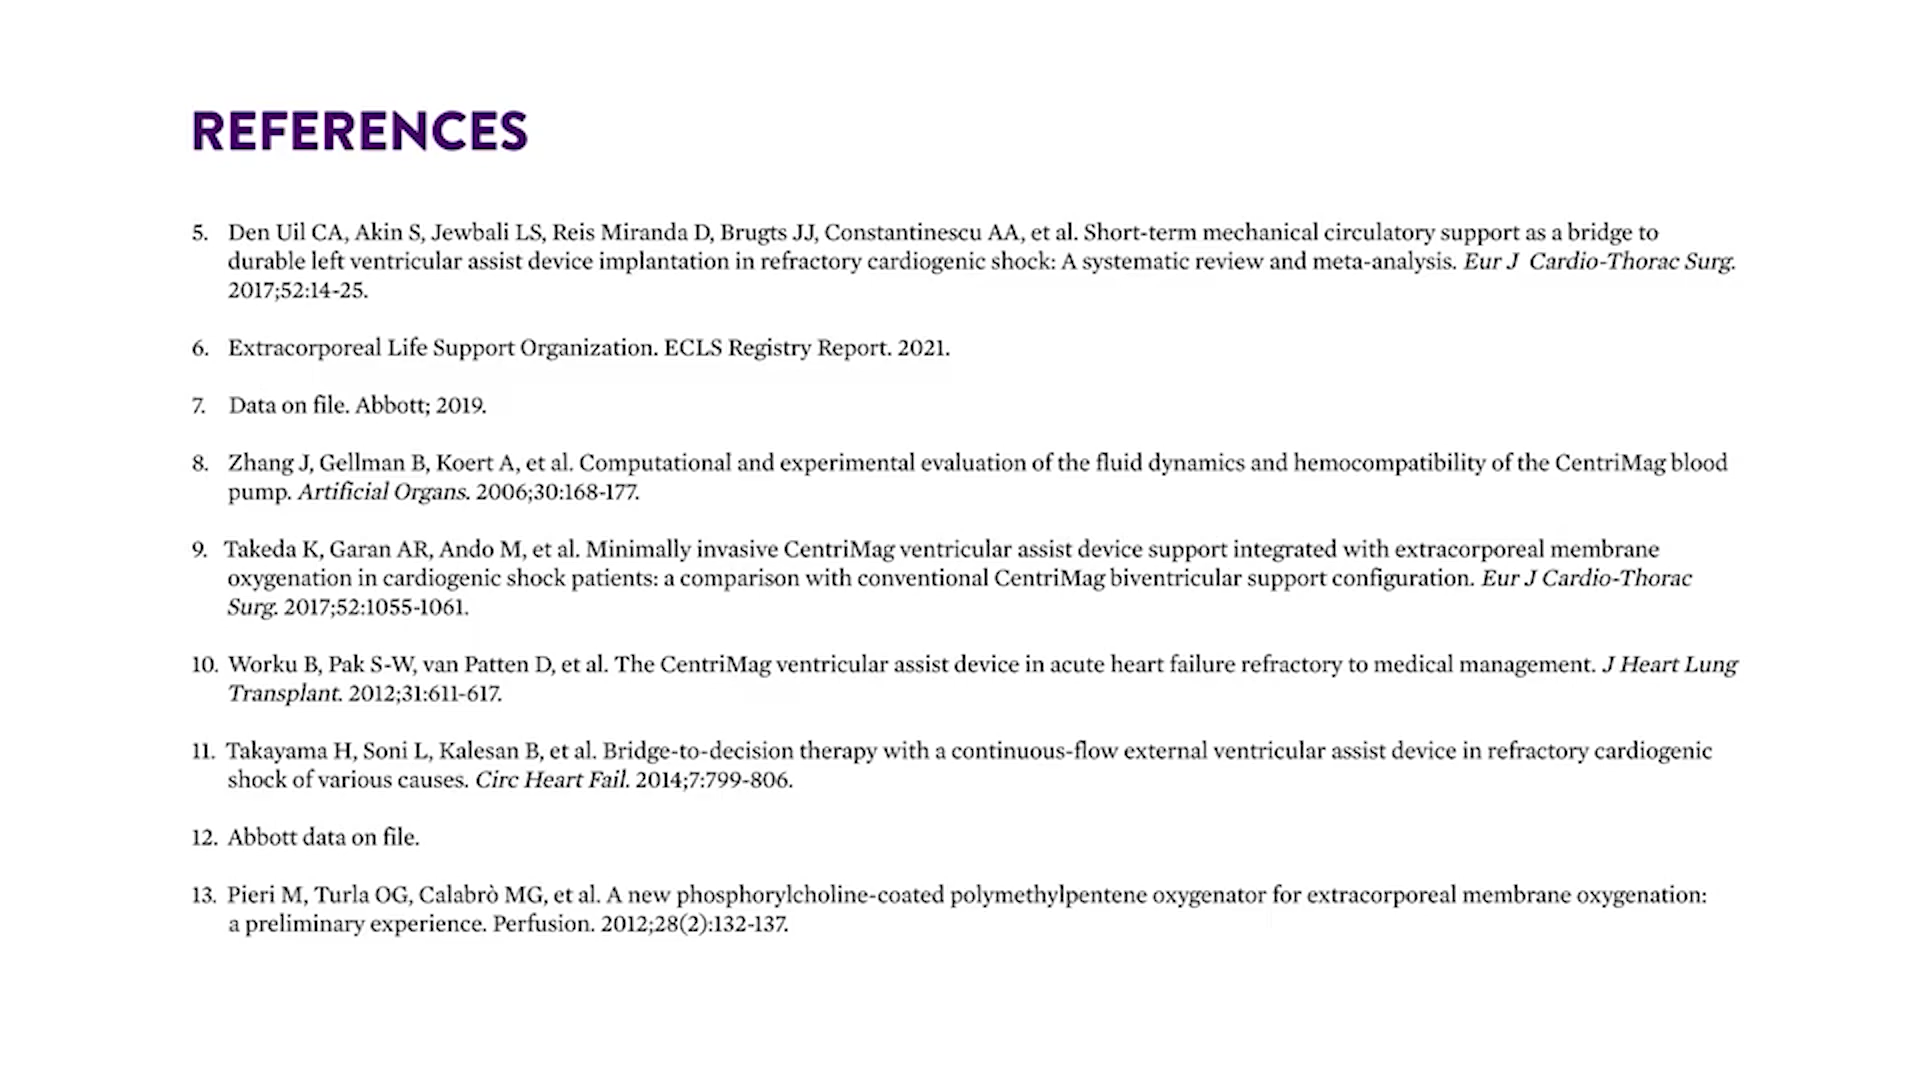 REFERENCES
5. Den Uil CA, Akin S, Jewbali LS, Reis Miranda D, Brugts JJ, Constantinescu AA, et al. Short-term mechanical circulatory support as a bridge to
durable left ventricular assist device implantation in refractory cardiogenic shock: A systematic review and meta-analysis. Eur J Cardio-Thorac Surg.
2017;52:14-25.
6. Extracorporeal Life Support Organization. ECLS Registry Report. 2021.
7. Data on file. Abbott; 2019.
8. Zhang J, Gellman B, Koert A, et al. Computational and experimental evaluation of the fluid dynamics and hemocompatibility of the CentriMag blood
pump. Artificial Organs. 2006;30:168-177.
9. Takeda K, Garan AR, Ando M, et al. Minimally invasive CentriMag ventricular assist device support integrated with extracorporeal membrane
oxygenation in cardiogenic shock patients: a comparison with conventional CentriMag biventricular support configuration. Eur J Cardio-Thorac
Surg. 2017;52:1055-1061.
10. Worku B, Pak S-W, van Patten D, et al. The CentriMag ventricular assist device in acute heart failure refractory to medical management. J Heart Lung
Transplant. 2012;31:611-617.
11. Takayama H, Soni L, Kalesan B, et al. Bridge-to-decision therapy with a continuous-flow external ventricular assist device in refractory cardiogenic
shock of various causes. Circ Heart Fail. 2014;7:799-806.
12. Abbott data on file.
13. Pieri M, Turla OG, Calabrò MG, et al. A new phosphorylcholine-coated polymethylpentene oxygenator for extracorporeal membrane oxygenation:
a preliminary experience. Perfusion. 2012;28(2):132-137.